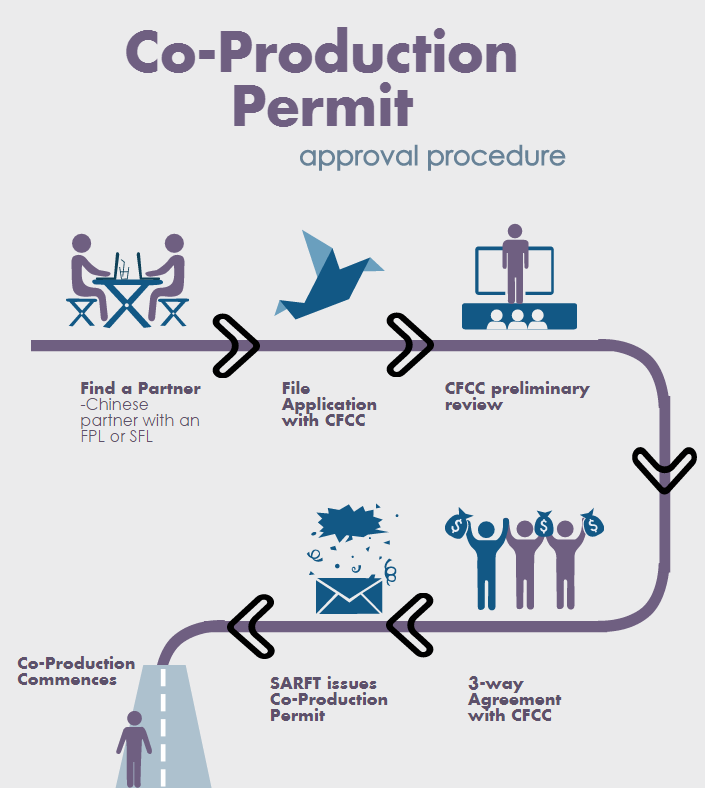 Co-Production
Permit
approval procedure
Find a Partner
-Chinese
partner with an
FPL or SFL
File
Application
with CFCC
CFCC preliminary
review
$ $ $
Co-Production
Commences
SARFT issues
Co-Production
Permit
3-way
Agreement
with CFCC